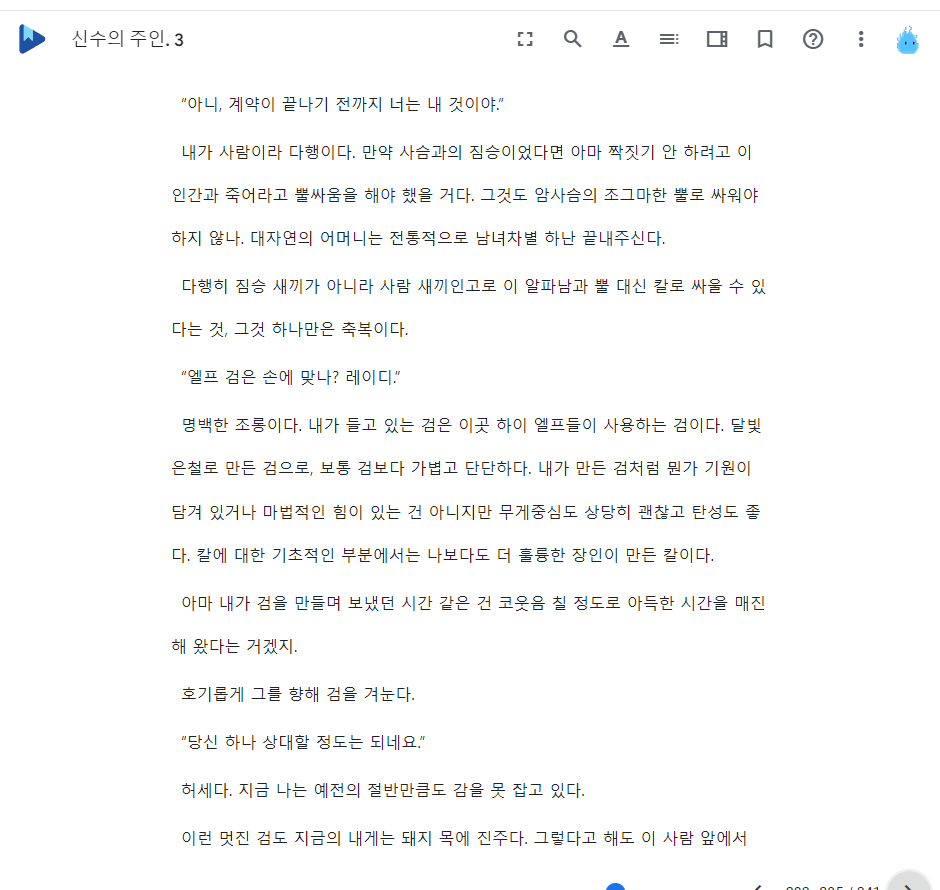 신수의 주인. 3
"아니, 계약이 끝나기 전까지 너는 내 것이야."
내가 사람이라 다행이다. 만약 사슴과의 짐승이었다면 아마 짝짓기 안 하려고 이
인간과 죽어라고 뿔싸움을 해야 했을 거다. 그것도 암사슴의 조그마한 뿔로 싸워야
하지 않나. 대자연의 어머니는 전통적으로 남녀차별 하난 끝내주신다.
다행히 짐승 새끼가 아니라 사람 새끼인고로 이 알파남과 뿔 대신 칼로 싸울 수 있
다는 것, 그것 하나만은 축복이다.
"엘프 검은 손에 맞나? 레이디."
명백한 조롱이다. 내가 들고 있는 검은 이곳 하이 엘프들이 사용하는 검이다. 달빛
은철로 만든 검으로, 보통 검보다 가볍고 단단하다. 내가 만든 검처럼 뭔가 기원이
담겨 있거나 마법적인 힘이 있는 건 아니지만 무게중심도 상당히 괜찮고 탄성도 좋
다. 칼에 대한 기초적인 부분에서는 나보다도 더 훌륭한 장인이 만든 칼이다.
아마 내가 검을 만들며 보냈던 시간 같은 건 코웃음 칠 정도로 아득한 시간을 매진
해 왔다는 거겠지.
호기롭게 그를 향해 검을 겨눈다.
"당신 하나 상대할 정도는 되네요."
허세다. 지금 나는 예전의 절반만큼도 감을 못 잡고 있다.
이런 멋진 검도 지금의 내게는 돼지 목에 진주다. 그렇다고 해도 이 사람 앞에서